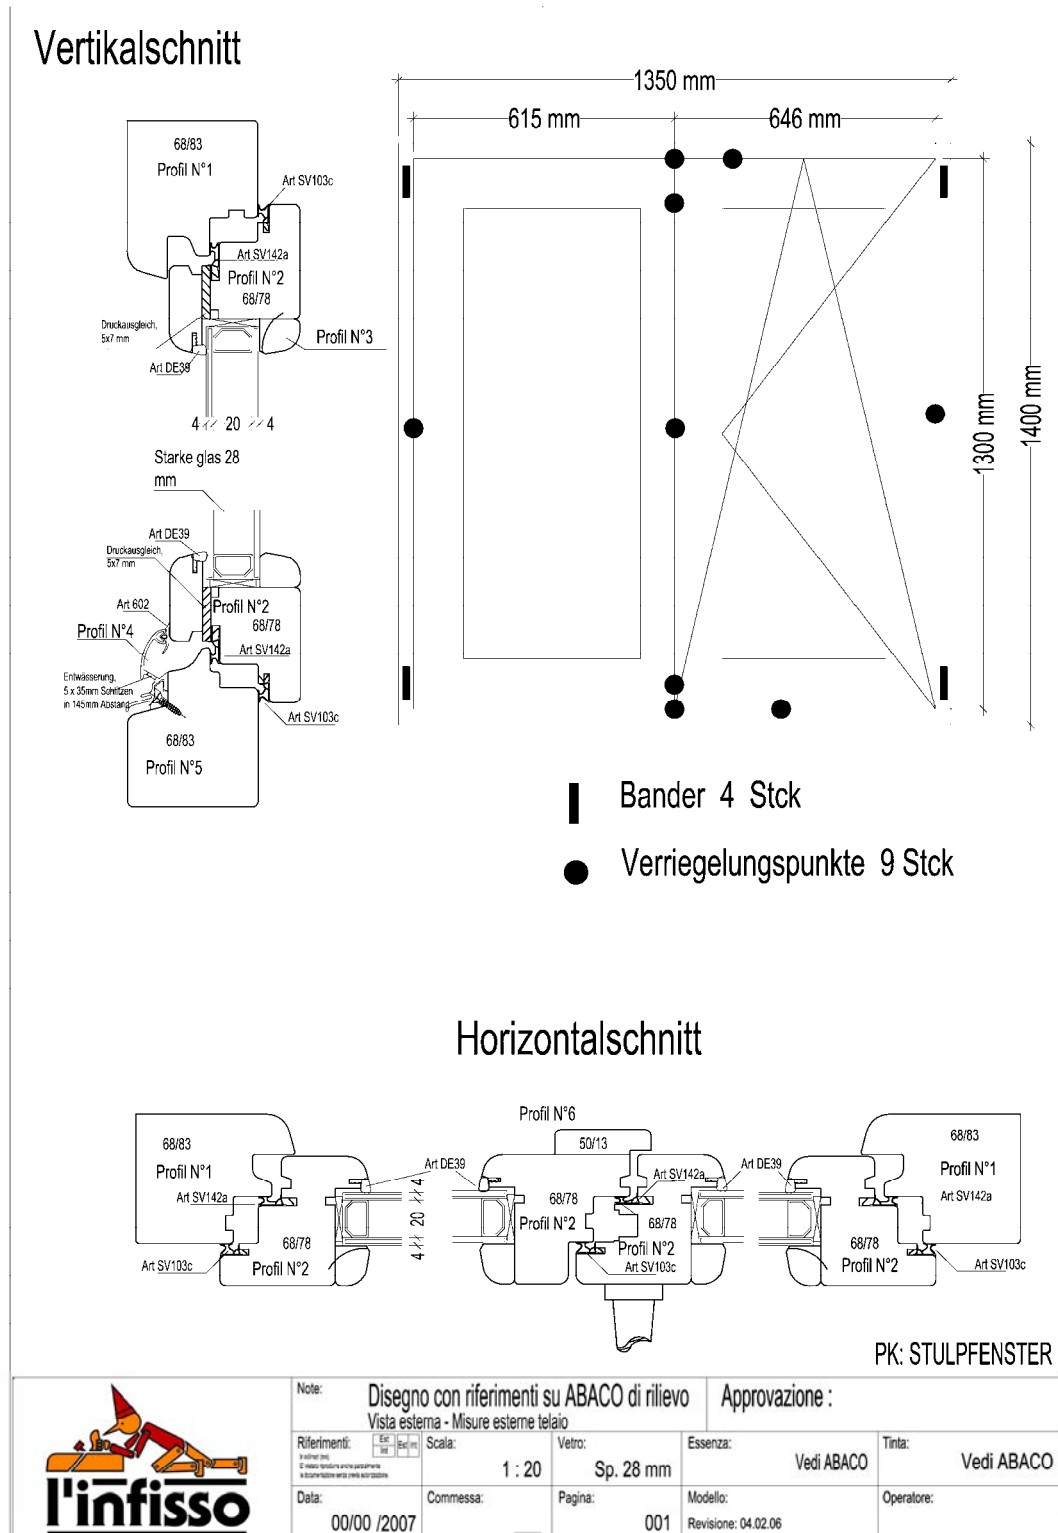 Vertikalschnitt
1350 mm
615 mm
646 mm
68/83
Profil N°1
Art SV103c
Art SV142a
Profil N°2
68/78
Druckausgleich,
5x7 mm
Profil N°3
Art DE39
4 20 4
Starke glas 28
mm
1300 mm
1400 mm
Art DE39
Druckausgleich,
5x7 mm
Art 602
Profil N°2
68/78
Profil N°4
Art SV142a
Entwässerung,
5 x 35mm Schlitzen
in 145mm Abstand
Art SV103c
68/83
Profil N°5
Bander 4 Stck
Verriegelungspunkte 9 Stck
Horizontalschnitt
Profil N°6
50/13
68/83
Profil N°1
Art SV142a
68/78
Profil N°2
Art SV103c
Art DE39
4 20 4
68/78
Profil N°2
Art SV142a
68/78
Profil N°2
Art SV103c
Art DE39
68/83
Profil N°1
Art SV142a
68/78
Profil N°2
Art SV103c
PK: STULPFENSTER
l'infisso
Note:
Disegno con riferimenti su ABACO di rilievo
Vista esterna - Misure esterne telaio
Approvazione :
Riferimenti:
Est
Int
Est
Int
Scala:
1 : 20
Vetro:
Sp. 28 mm
Essenza:
Vedi ABACO
Tinta:
Vedi ABACO
Data:
00/00 /2007
Commessa:
Pagina:
001
Modello:
Revisione: 04.02.06
Operatore: